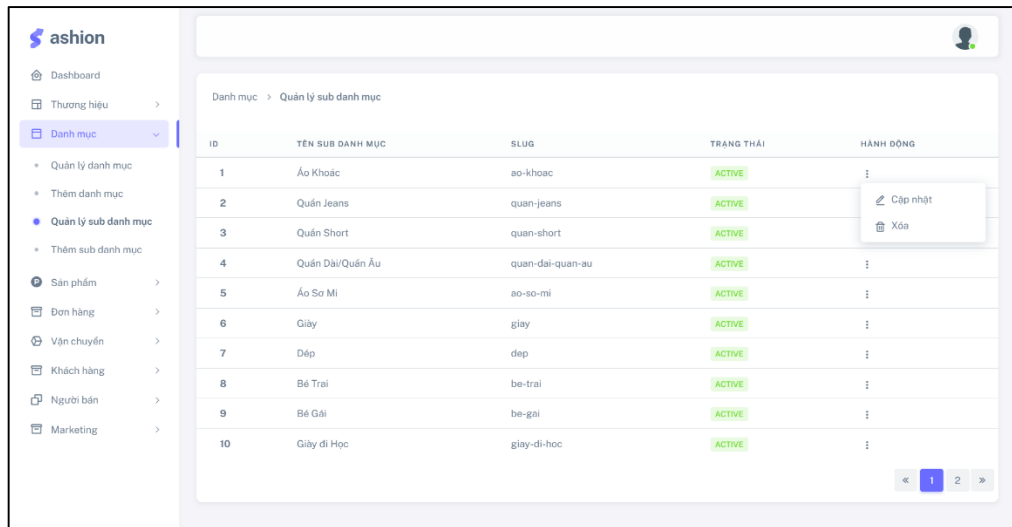 ashion
Dashboard
Thương hiệu
Danh mục
Quản lý danh mục
Thêm danh mục
Quản lý sub danh mục
Thêm sub danh mục
Sản phẩm
Đơn hàng
Vận chuyển
Khách hàng
Người bán
Marketing
Danh mục > Quản lý sub danh mục
ID TÊN SUB DANH MỤC SLUG TRẠNG THÁI HÀNH ĐỘNG
1 Áo Khoác ao-khoac ACTIVE
2 Quần Jeans quan-jeans ACTIVE
3 Quần Short quan-short ACTIVE
4 Quần Dài/Quần Âu quan-dai-quan-au ACTIVE
5 Áo Sơ Mi ao-so-mi ACTIVE
6 Giày giay ACTIVE
7 Dép dep ACTIVE
8 Bé Trai be-trai ACTIVE
9 Bé Gái be-gai ACTIVE
10 Giày đi Học giay-di-hoc ACTIVE
Cập nhật
Xóa
« 1 2 »